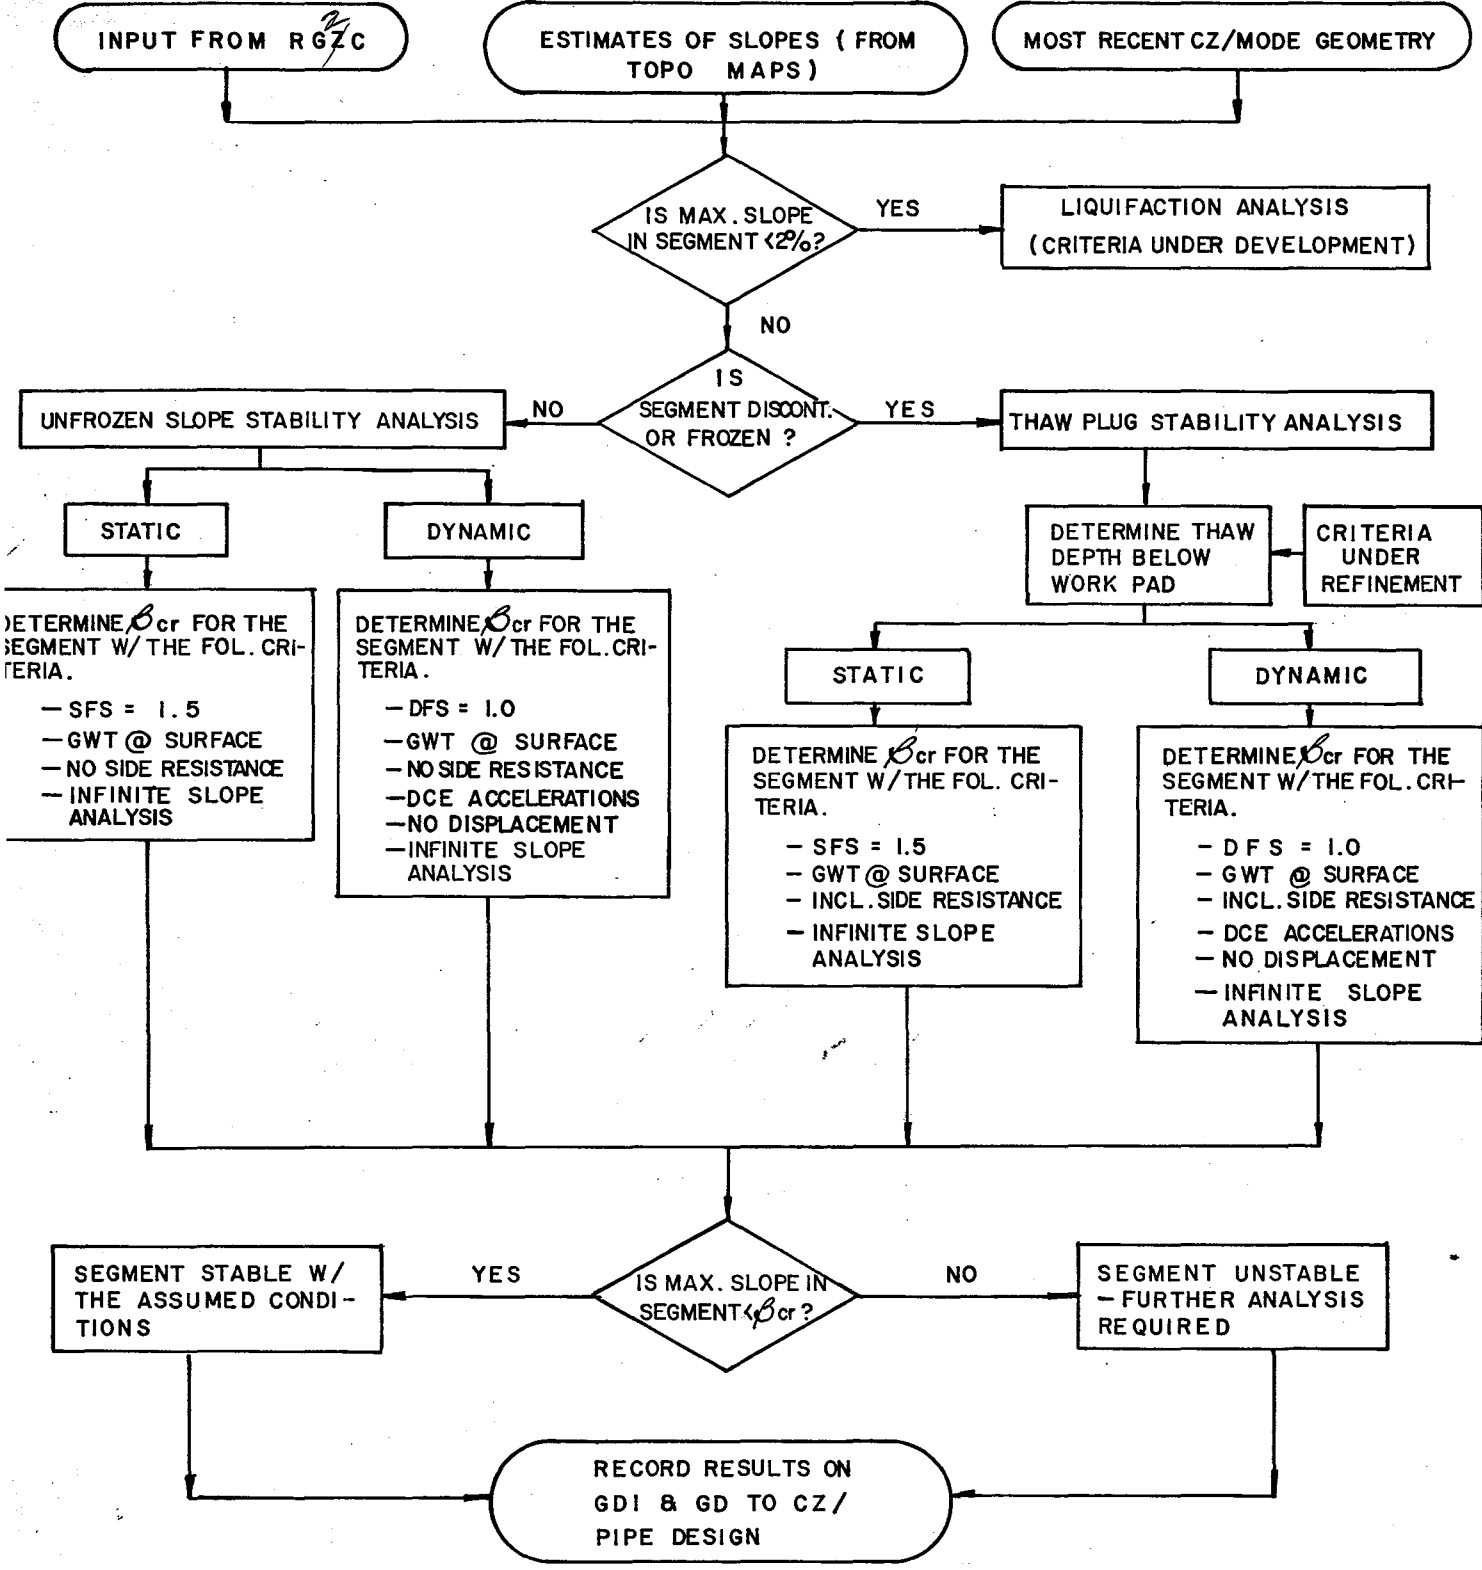 INPUT FROM RG2C
ESTIMATES OF SLOPES (FROM
TOPO MAPS)
MOST RECENT CZ/MODE GEOMETRY
IS MAX. SLOPE
IN SEGMENT <2%?
YES
LIQUIFACTION ANALYSIS
(CRITERIA UNDER DEVELOPMENT)
NO
IS
SEGMENT DISCONT.
OR FROZEN ?
NO
UNFROZEN SLOPE STABILITY ANALYSIS
YES
THAW PLUG STABILITY ANALYSIS
STATIC
DYNAMIC
DETERMINE THAW
DEPTH BELOW
WORK PAD
CRITERIA
UNDER
REFINEMENT
DETERMINE βcr FOR THE
SEGMENT W/ THE FOL. CRI-
TERIA.
— SFS = 1.5
— GWT @ SURFACE
— NO SIDE RESISTANCE
— INFINITE SLOPE
ANALYSIS
DETERMINE βcr FOR THE
SEGMENT W/ THE FOL. CRI-
TERIA.
— DFS = 1.0
— GWT @ SURFACE
— NO SIDE RESISTANCE
— DCE ACCELERATIONS
— NO DISPLACEMENT
— INFINITE SLOPE
ANALYSIS
STATIC
DYNAMIC
DETERMINE βcr FOR THE
SEGMENT W/ THE FOL. CRI-
TERIA.
— SFS = 1.5
— GWT @ SURFACE
— INCL. SIDE RESISTANCE
— INFINITE SLOPE
ANALYSIS
DETERMINE βcr FOR THE
SEGMENT W/ THE FOL. CRI-
TERIA.
— DFS = 1.0
— GWT @ SURFACE
— INCL. SIDE RESISTANCE
— DCE ACCELERATIONS
— NO DISPLACEMENT
— INFINITE SLOPE
ANALYSIS
IS MAX. SLOPE IN
SEGMENT < βcr ?
YES
SEGMENT STABLE W/
THE ASSUMED CONDI-
TIONS
NO
SEGMENT UNSTABLE
— FURTHER ANALYSIS
REQUIRED
RECORD RESULTS ON
GDI & GD TO CZ/
PIPE DESIGN